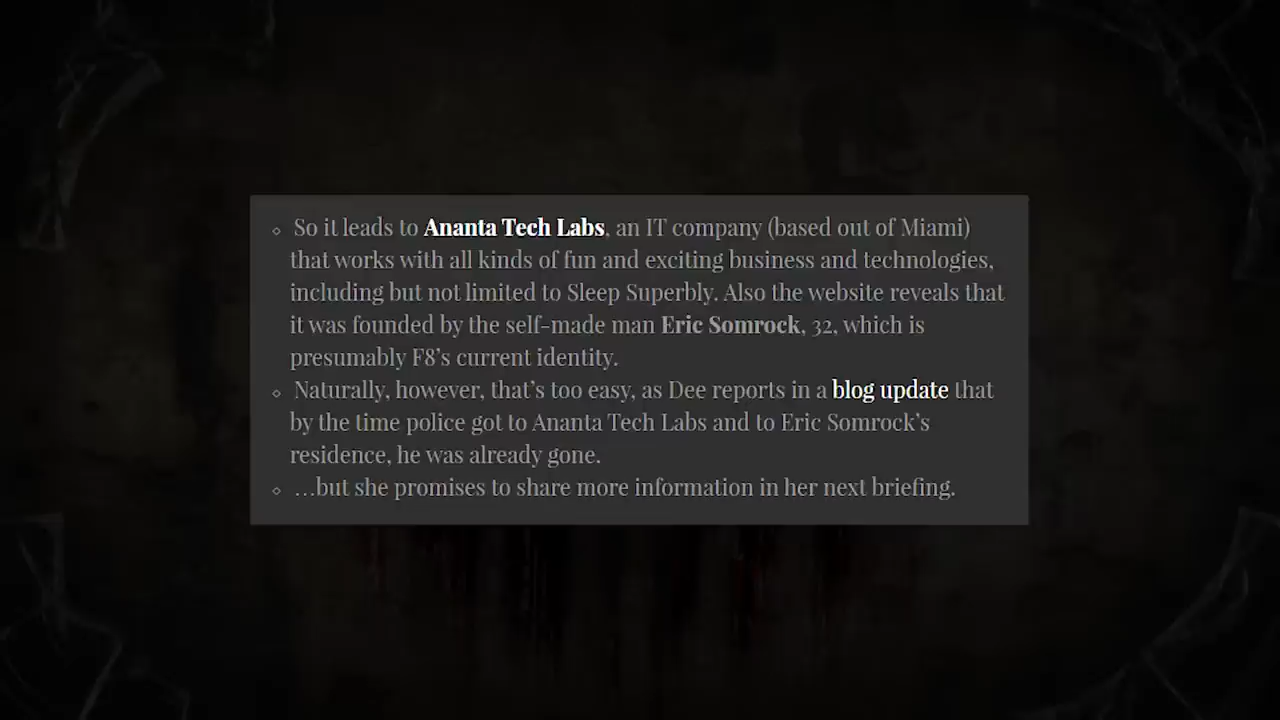 So it leads to Ananta Tech Labs, an IT company (based out of Miami)
that works with all kinds of fun and exciting business and technologies,
including but not limited to Sleep Superbly. Also the website reveals that
it was founded by the self-made man Eric Somrock, 32, which is
presumably F8’s current identity.
Naturally, however, that’s too easy, as Dee reports in a blog update that
by the time police got to Ananta Tech Labs and to Eric Somrock’s
residence, he was already gone.
…but she promises to share more information in her next briefing.